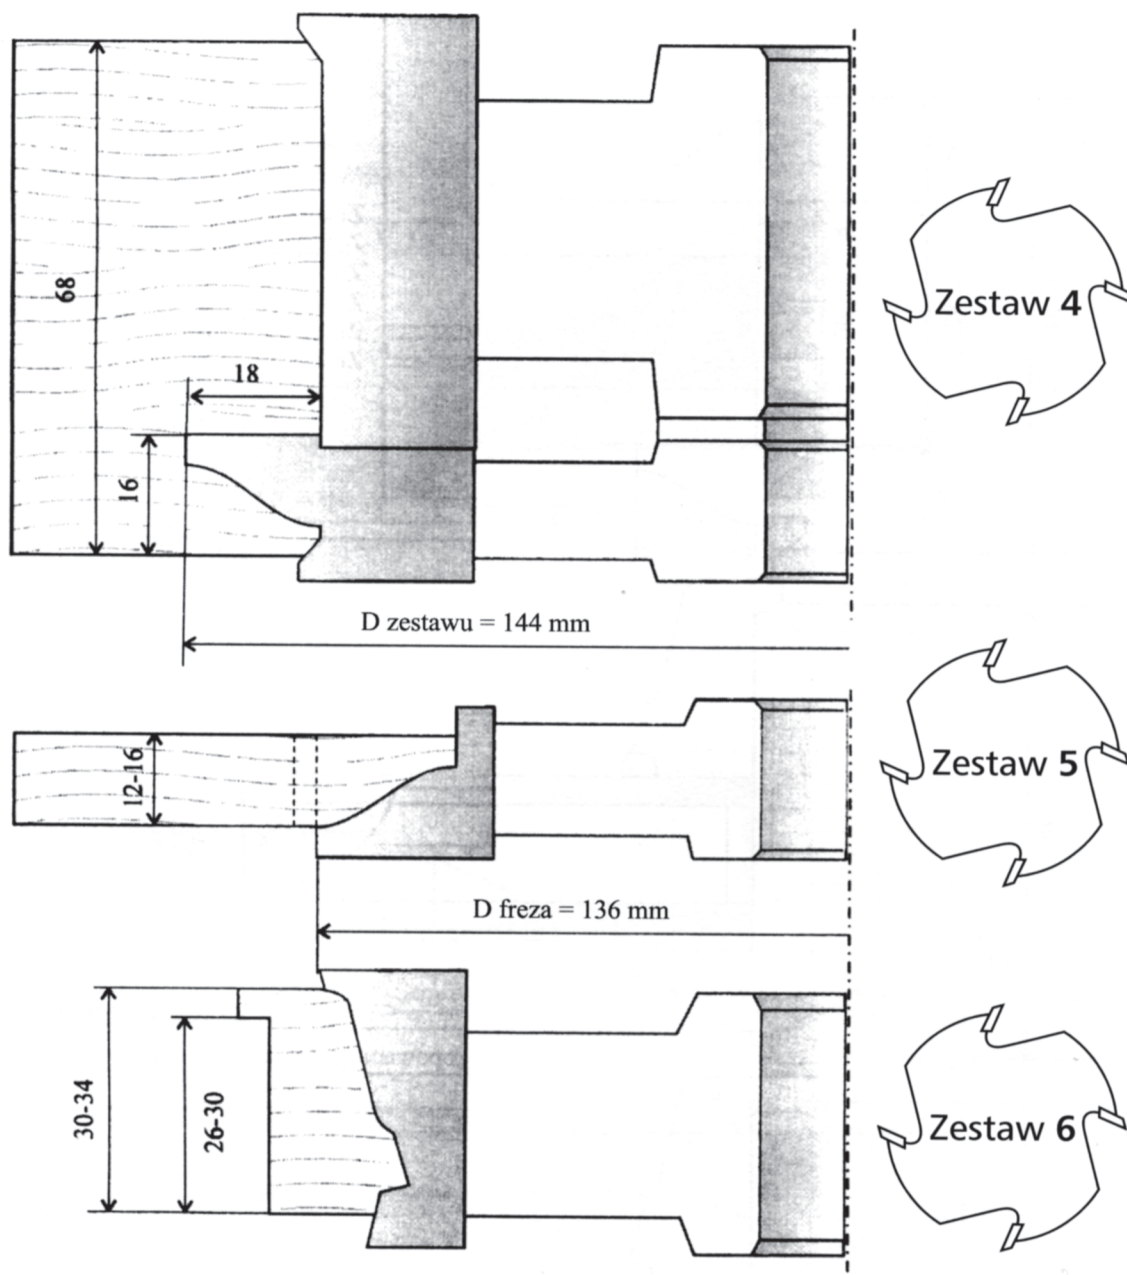 68
18
16
Zestaw 4
D zestawu = 144 mm
12-16
Zestaw 5
D freza = 136 mm
30-34
26-30
Zestaw 6